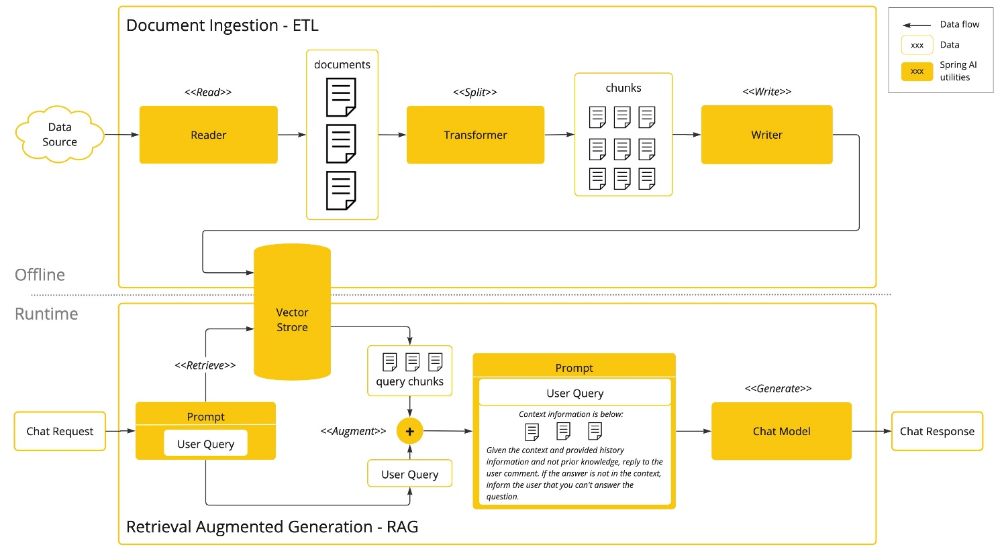 Document Ingestion - ETL
Data flow
xxx
Data
xxx
Spring AI
utilities
documents
chunks
<<Read>>
<<Split>>
<<Write>>
Data
Source
Reader
Transformer
Writer
Offline
Runtime
Vector
Strore
<<Retrieve>>
query chunks
Prompt
User Query
Context information is below:
Given the context and provided history
information and not prior knowledge, reply to the
user comment. If the answer is not in the context,
inform the user that you can't answer the
question.
<<Generate>>
Chat Request
Prompt
User Query
<<Augment>>
+
User Query
Chat Model
Chat Response
Retrieval Augmented Generation - RAG